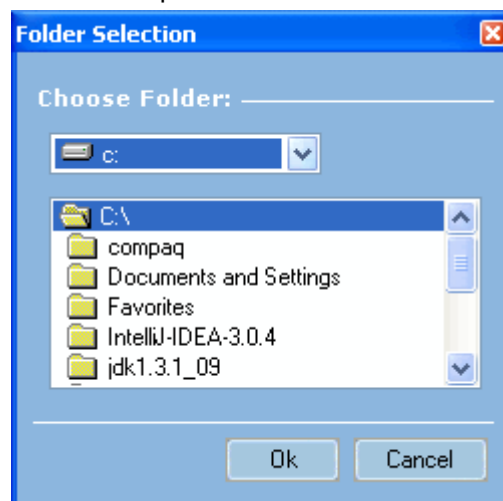 Folder Selection
Choose Folder:
c:
C:\
compaq
Documents and Settings
Favorites
IntelliJ-IDEA-3.0.4
jdk1.3.1_09
Ok Cancel